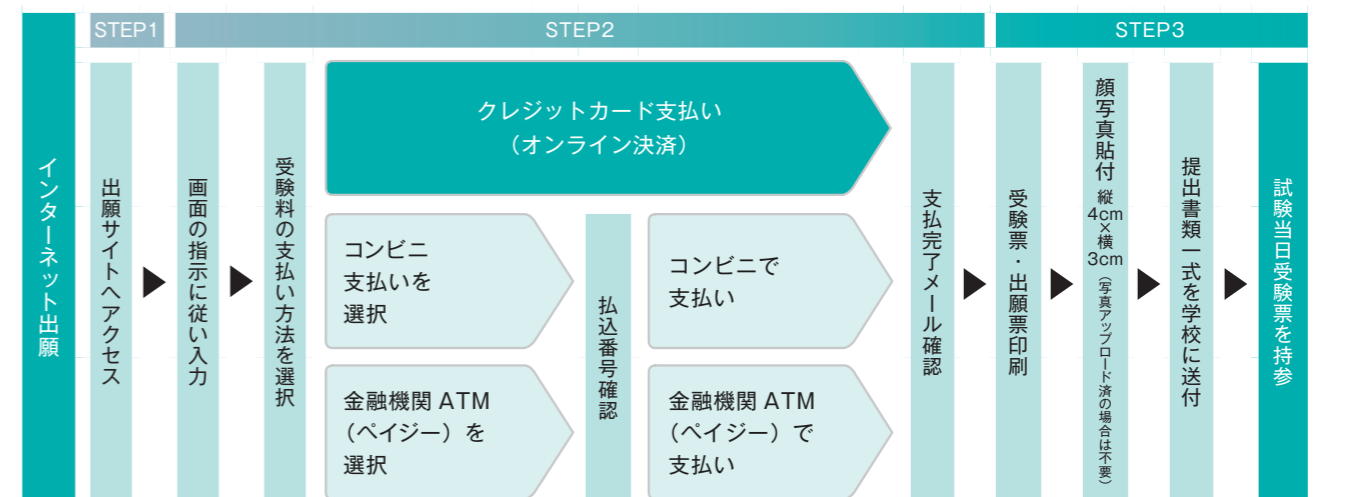 インターネット出願
STEP1
出願サイトへアクセス
STEP2
画面の指示に従い入力
受験料の支払い方法を選択
クレジットカード支払い
（オンライン決済）
コンビニ
支払いを
選択
金融機関 ATM
（ペイジー）を
選択
払込番号確認
コンビニで
支払い
金融機関 ATM
（ペイジー）で
支払い
支払完了メール確認
STEP3
受験票・出願票印刷
顔写真貼付 縦4cm×横3cm（写真アップロード済の場合は不要）
提出書類一式を学校に送付
試験当日受験票を持参